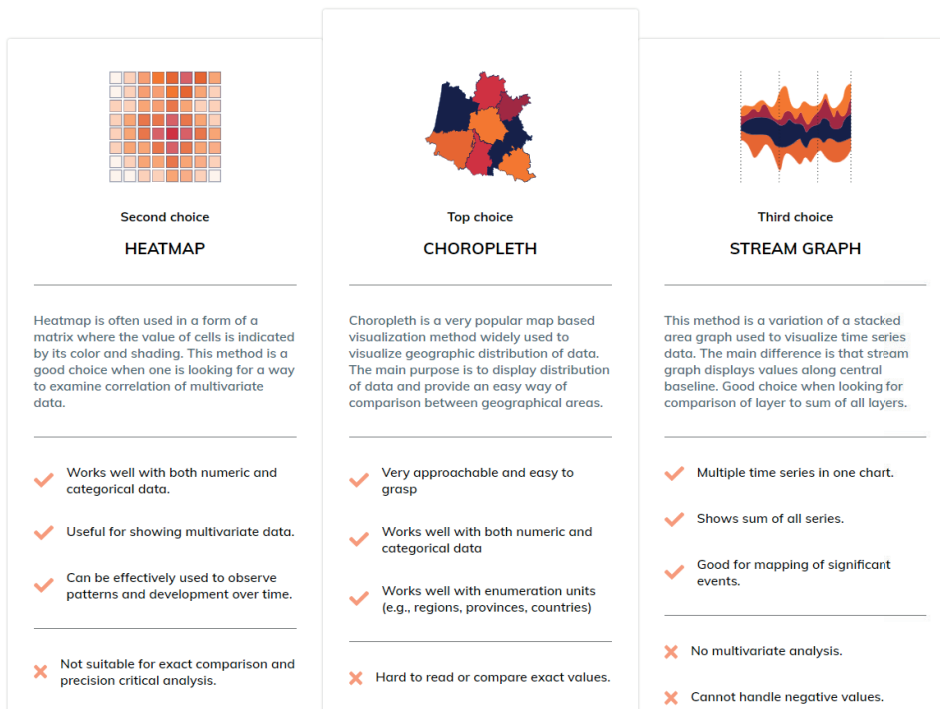 Second choice
HEATMAP
Heatmap is often used in a form of a
matrix where the value of cells is indicated
by its color and shading. This method is a
good choice when one is looking for a way
to examine correlation of multivariate
data.
Works well with both numeric and
categorical data.
Useful for showing multivariate data.
Can be effectively used to observe
patterns and development over time.
Not suitable for exact comparison and
precision critical analysis.
Top choice
CHOROPLETH
Choropleth is a very popular map based
visualization method widely used to
visualize geographic distribution of data.
The main purpose is to display distribution
of data and provide an easy way of
comparison between geographical areas.
Very approachable and easy to
grasp
Works well with both numeric and
categorical data
Works well with enumeration units
(e.g., regions, provinces, countries)
Hard to read or compare exact values.
Third choice
STREAM GRAPH
This method is a variation of a stacked
area graph used to visualize time series
data. The main difference is that stream
graph displays values along central
baseline. Good choice when looking for
comparison of layer to sum of all layers.
Multiple time series in one chart.
Shows sum of all series.
Good for mapping of significant
events.
No multivariate analysis.
Cannot handle negative values.